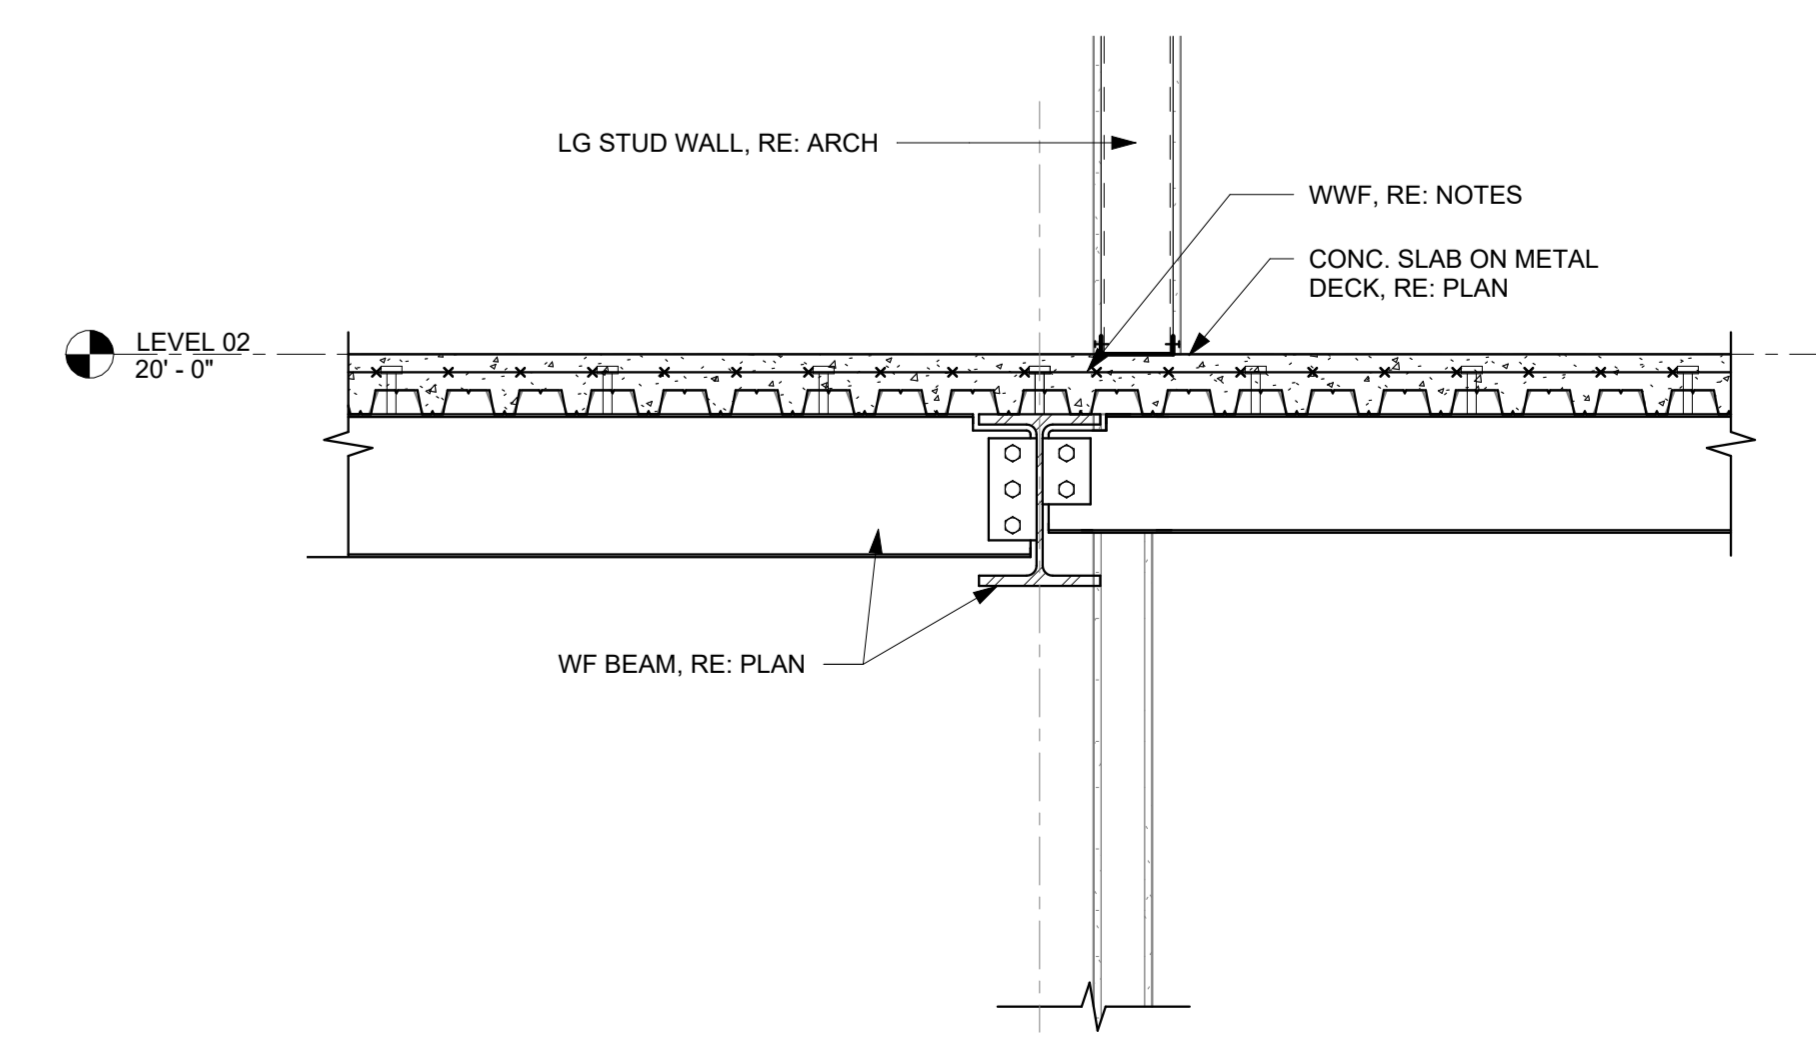 LG STUD WALL, RE: ARCH
WWF, RE: NOTES
CONC. SLAB ON METAL
DECK, RE: PLAN
LEVEL 02
20' - 0"
WF BEAM, RE: PLAN